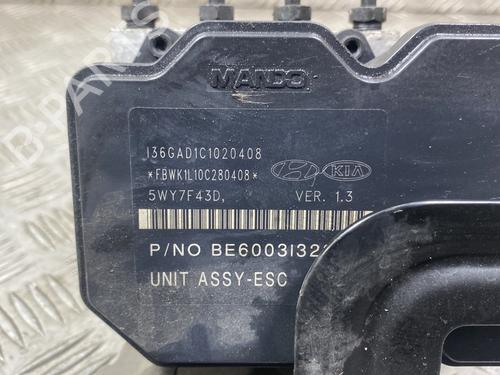 MANDO
I36GAD1C1020408
*FBWK1L10C280408*
KIA
5WY7F43D, VER. 1.3
P/NO BE6003I32
UNIT ASSY-ESC